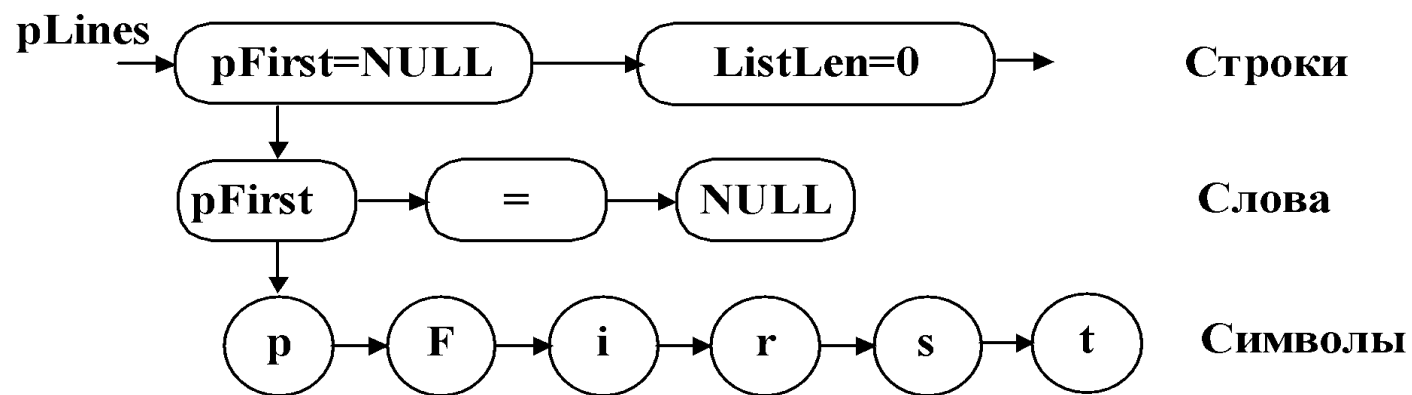 pLines
pFirst=NULL ListLen=0 Строки
pFirst = NULL Слова
p F i r s t Символы